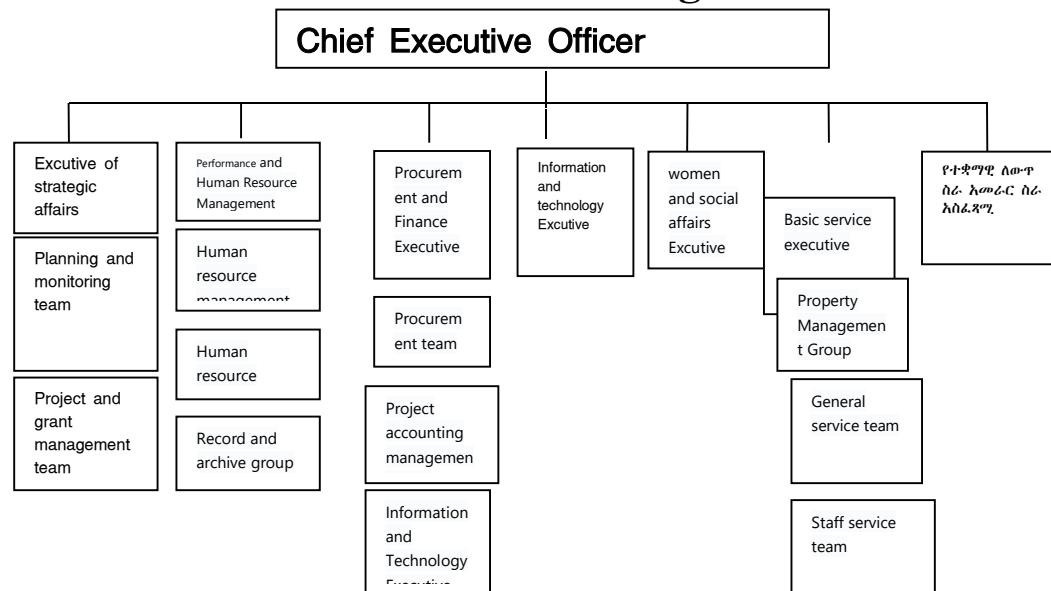 Chief Executive Officer
Excutive of
strategic
affairs
Planning and
monitoring
team
Project and
grant
management
team
Performance and
Human Resource
Management
Human
resource
management
Human
resource
Record and
archive group
Procurem
ent and
Finance
Executive
Procurem
ent team
Project
accounting
managemen
Information
and
Technology
Information
and
technology
Excutive
women
and social
affairs
Excutive
Basic service
executive
Property
Managemen
t Group
General
service team
Staff service
team
የተቋማዊ ለውጥ
ስራ አመራር ስራ
አስፈጻሚ